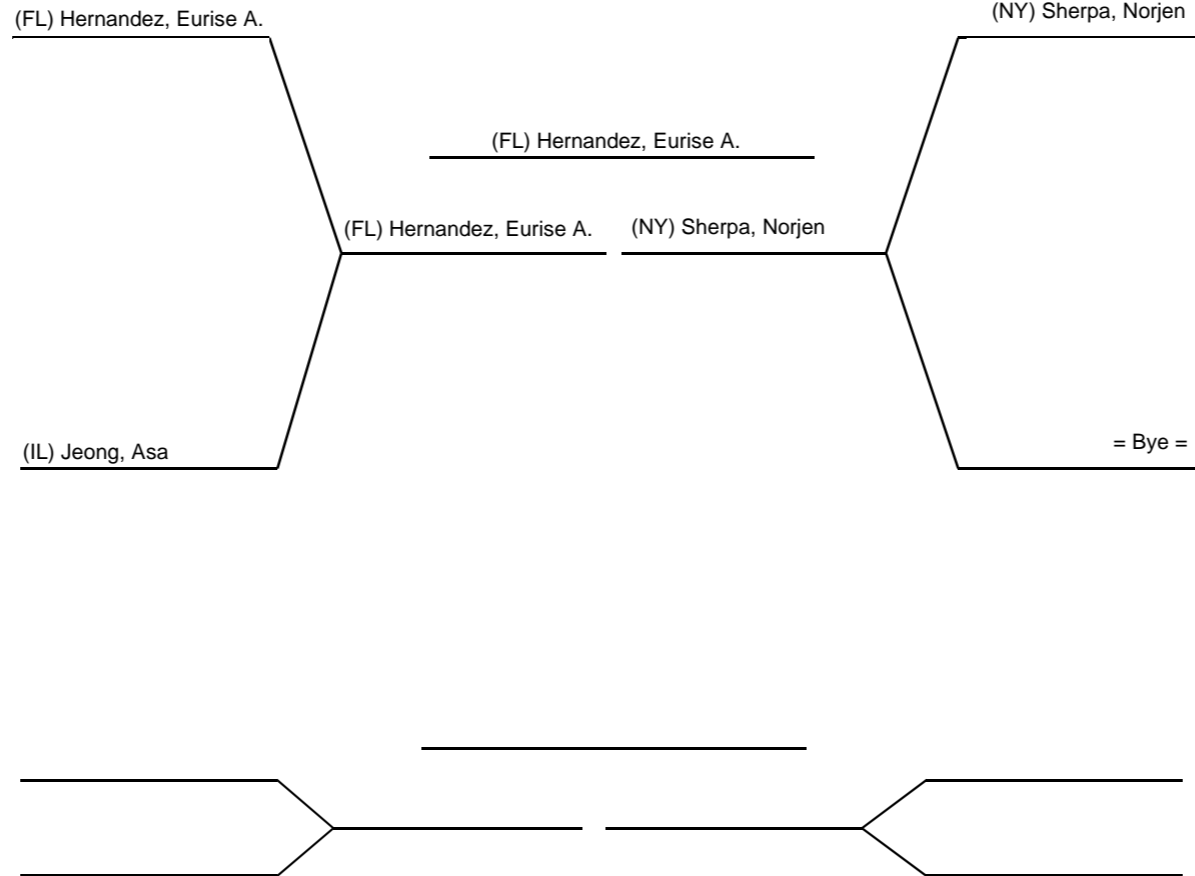 (FL) Hernandez, Eurise A.
(NY) Sherpa, Norjen
(FL) Hernandez, Eurise A.
(FL) Hernandez, Eurise A.
(NY) Sherpa, Norjen
(IL) Jeong, Asa
= Bye =